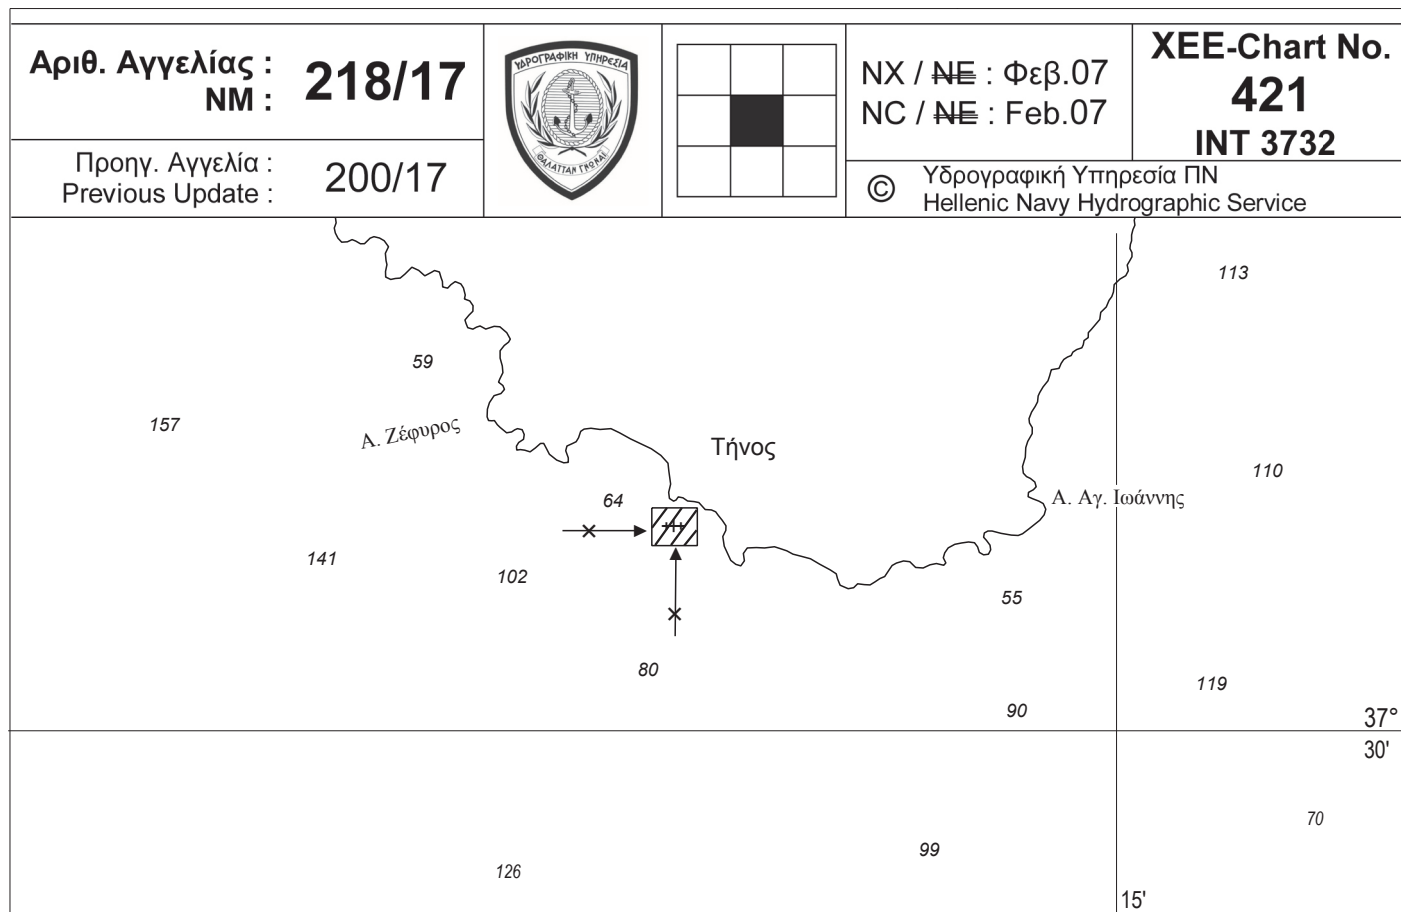 Αριθ. Αγγελίας :
NM :
218/17
Προηγ. Αγγελία :
Previous Update :
200/17
ΥΔΡΟΓΡΑΦΙΚΗ ΥΠΗΡΕΣΙΑ
NX / NE : Φεβ.07
NC / NE : Feb.07
XEE-Chart No.
421
INT 3732
© Υδρογραφική Υπηρεσία ΠΝ
Hellenic Navy Hydrographic Service
113
59
157
Α. Ζέφυρος
Τήνος
110
64
Α. Αγ. Ιωάννης
141
102
55
80
119
90
37°
30'
70
99
126
15'